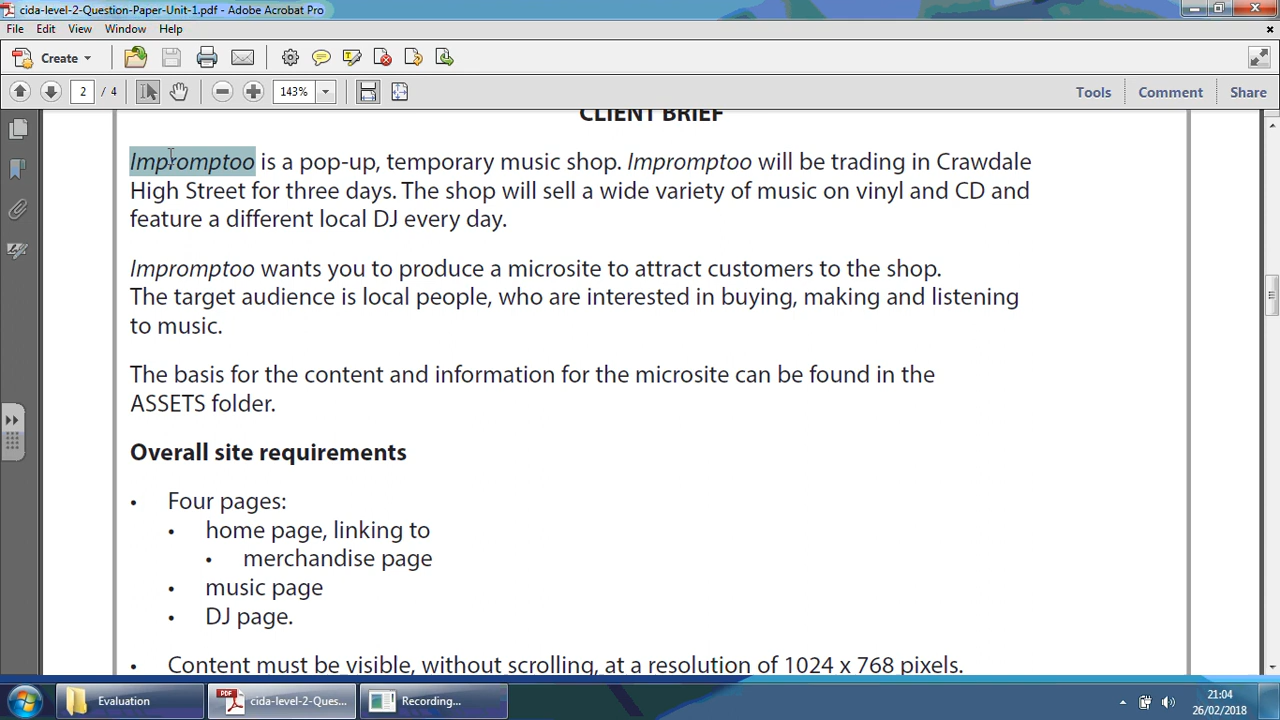 cida-level-2-Question-Paper-Unit-1.pdf - Adobe Acrobat Pro
File Edit View Window Help
Create
2 / 4 143% Tools Comment Share
CLIENT BRIEF
Impromptoo is a pop-up, temporary music shop. Impromptoo will be trading in Crawdale
High Street for three days. The shop will sell a wide variety of music on vinyl and CD and
feature a different local DJ every day.
Impromptoo wants you to produce a microsite to attract customers to the shop.
The target audience is local people, who are interested in buying, making and listening
to music.
The basis for the content and information for the microsite can be found in the
ASSETS folder.
Overall site requirements
• Four pages:
• home page, linking to
• merchandise page
• music page
• DJ page.
• Content must be visible, without scrolling, at a resolution of 1024 x 768 pixels.
Evaluation cida-level-2-Ques... Recording... 21:04
26/02/2018